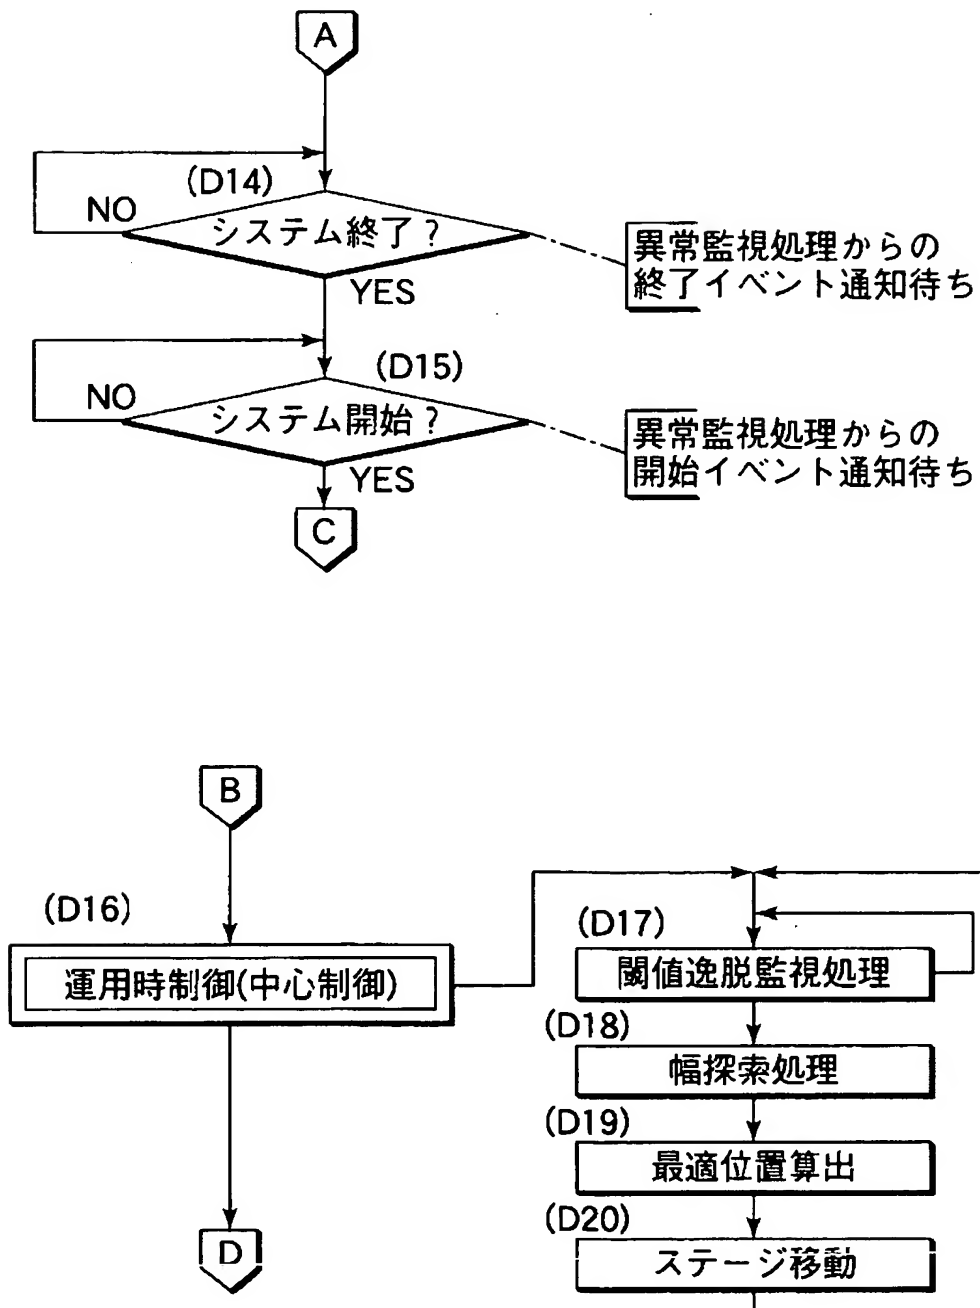 A
(D14)
NO
システム終了？
異常監視処理からの
終了イベント通知待ち
YES
(D15)
NO
システム開始？
異常監視処理からの
開始イベント通知待ち
YES
C
B
(D16)
運用時制御(中心制御)
(D17)
閾値逸脱監視処理
(D18)
幅探索処理
(D19)
最適位置算出
(D20)
ステージ移動
D